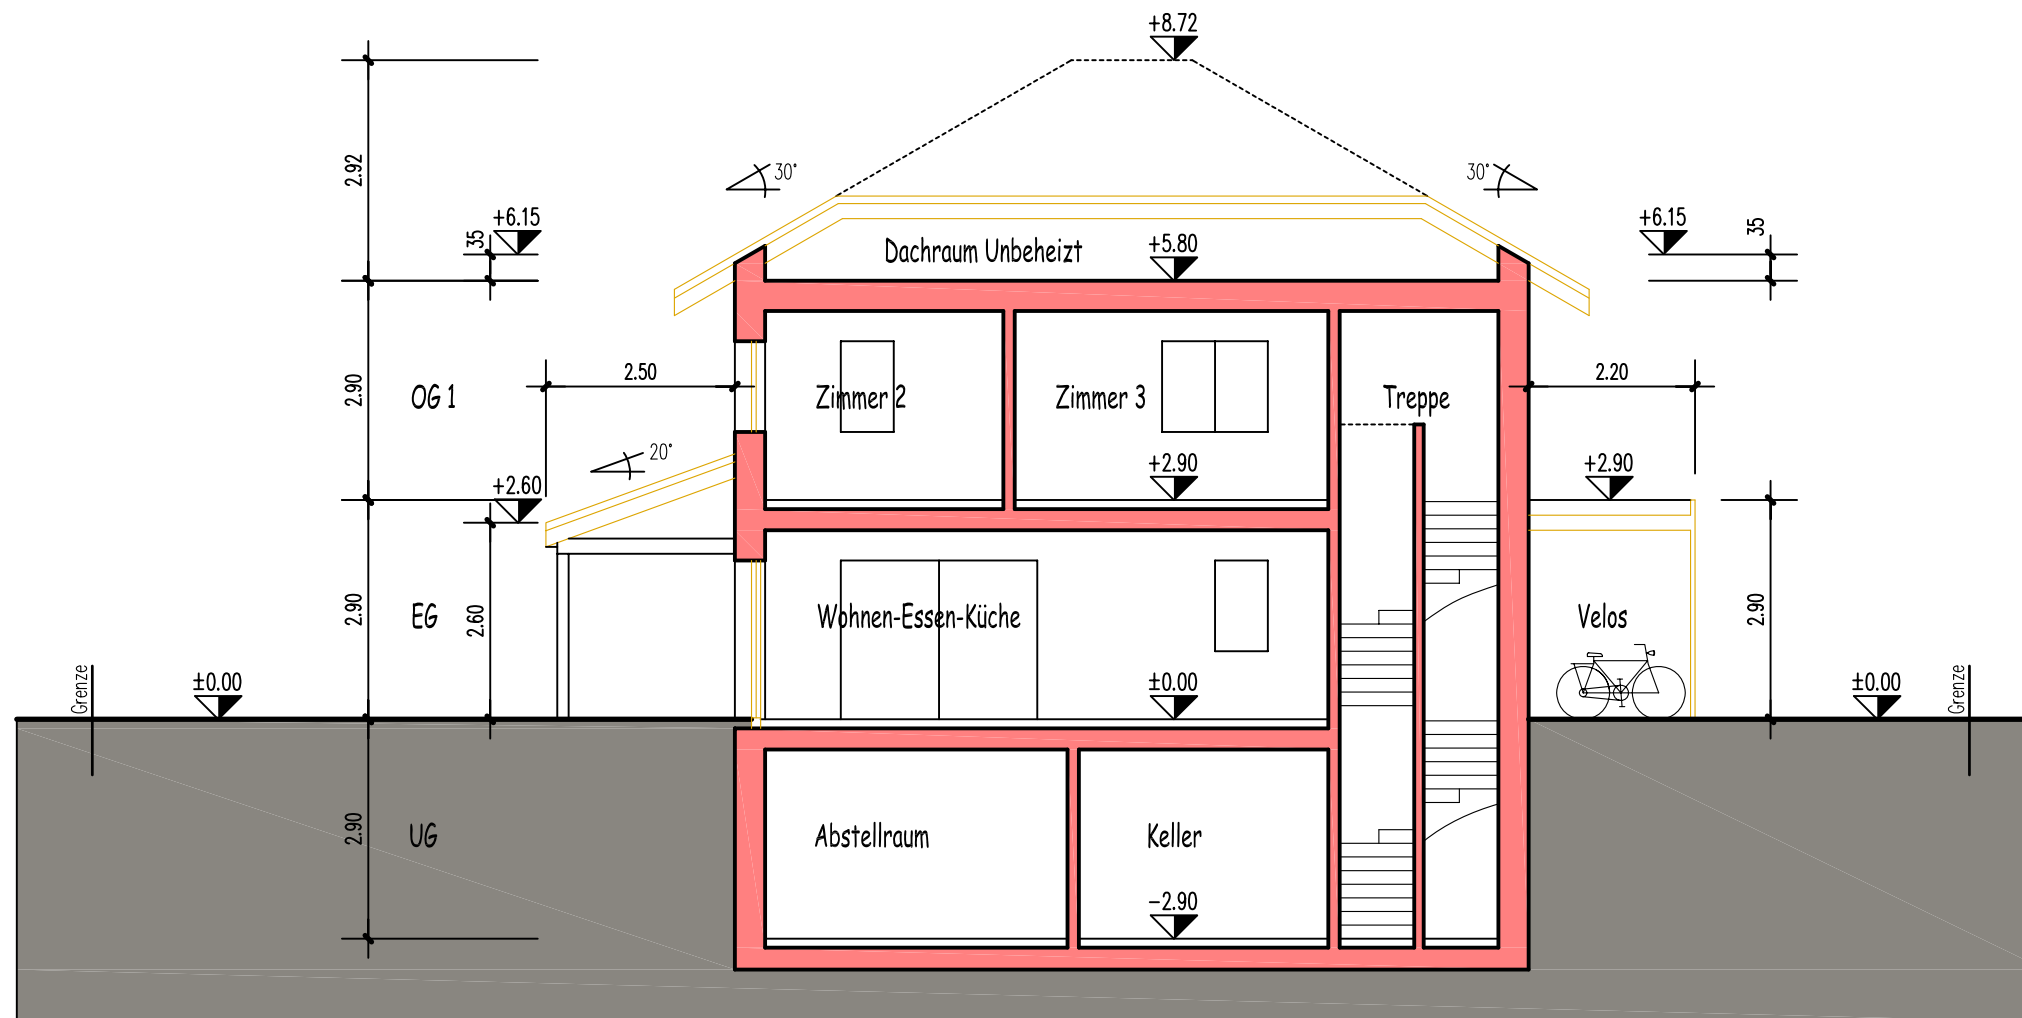 +8.72
2.92
30°
30°
+6.15
35
+6.15
35
Dachraum Unbeheizt
+5.80
2.50
2.20
2.90
OG 1
Zimmer 2
Zimmer 3
Treppe
20°
+2.60
+2.90
+2.90
2.90
EG
2.60
Wohnen-Essen-Küche
Velos
2.90
Grenze
±0.00
±0.00
±0.00
Grenze
2.90
UG
Abstellraum
Keller
-2.90